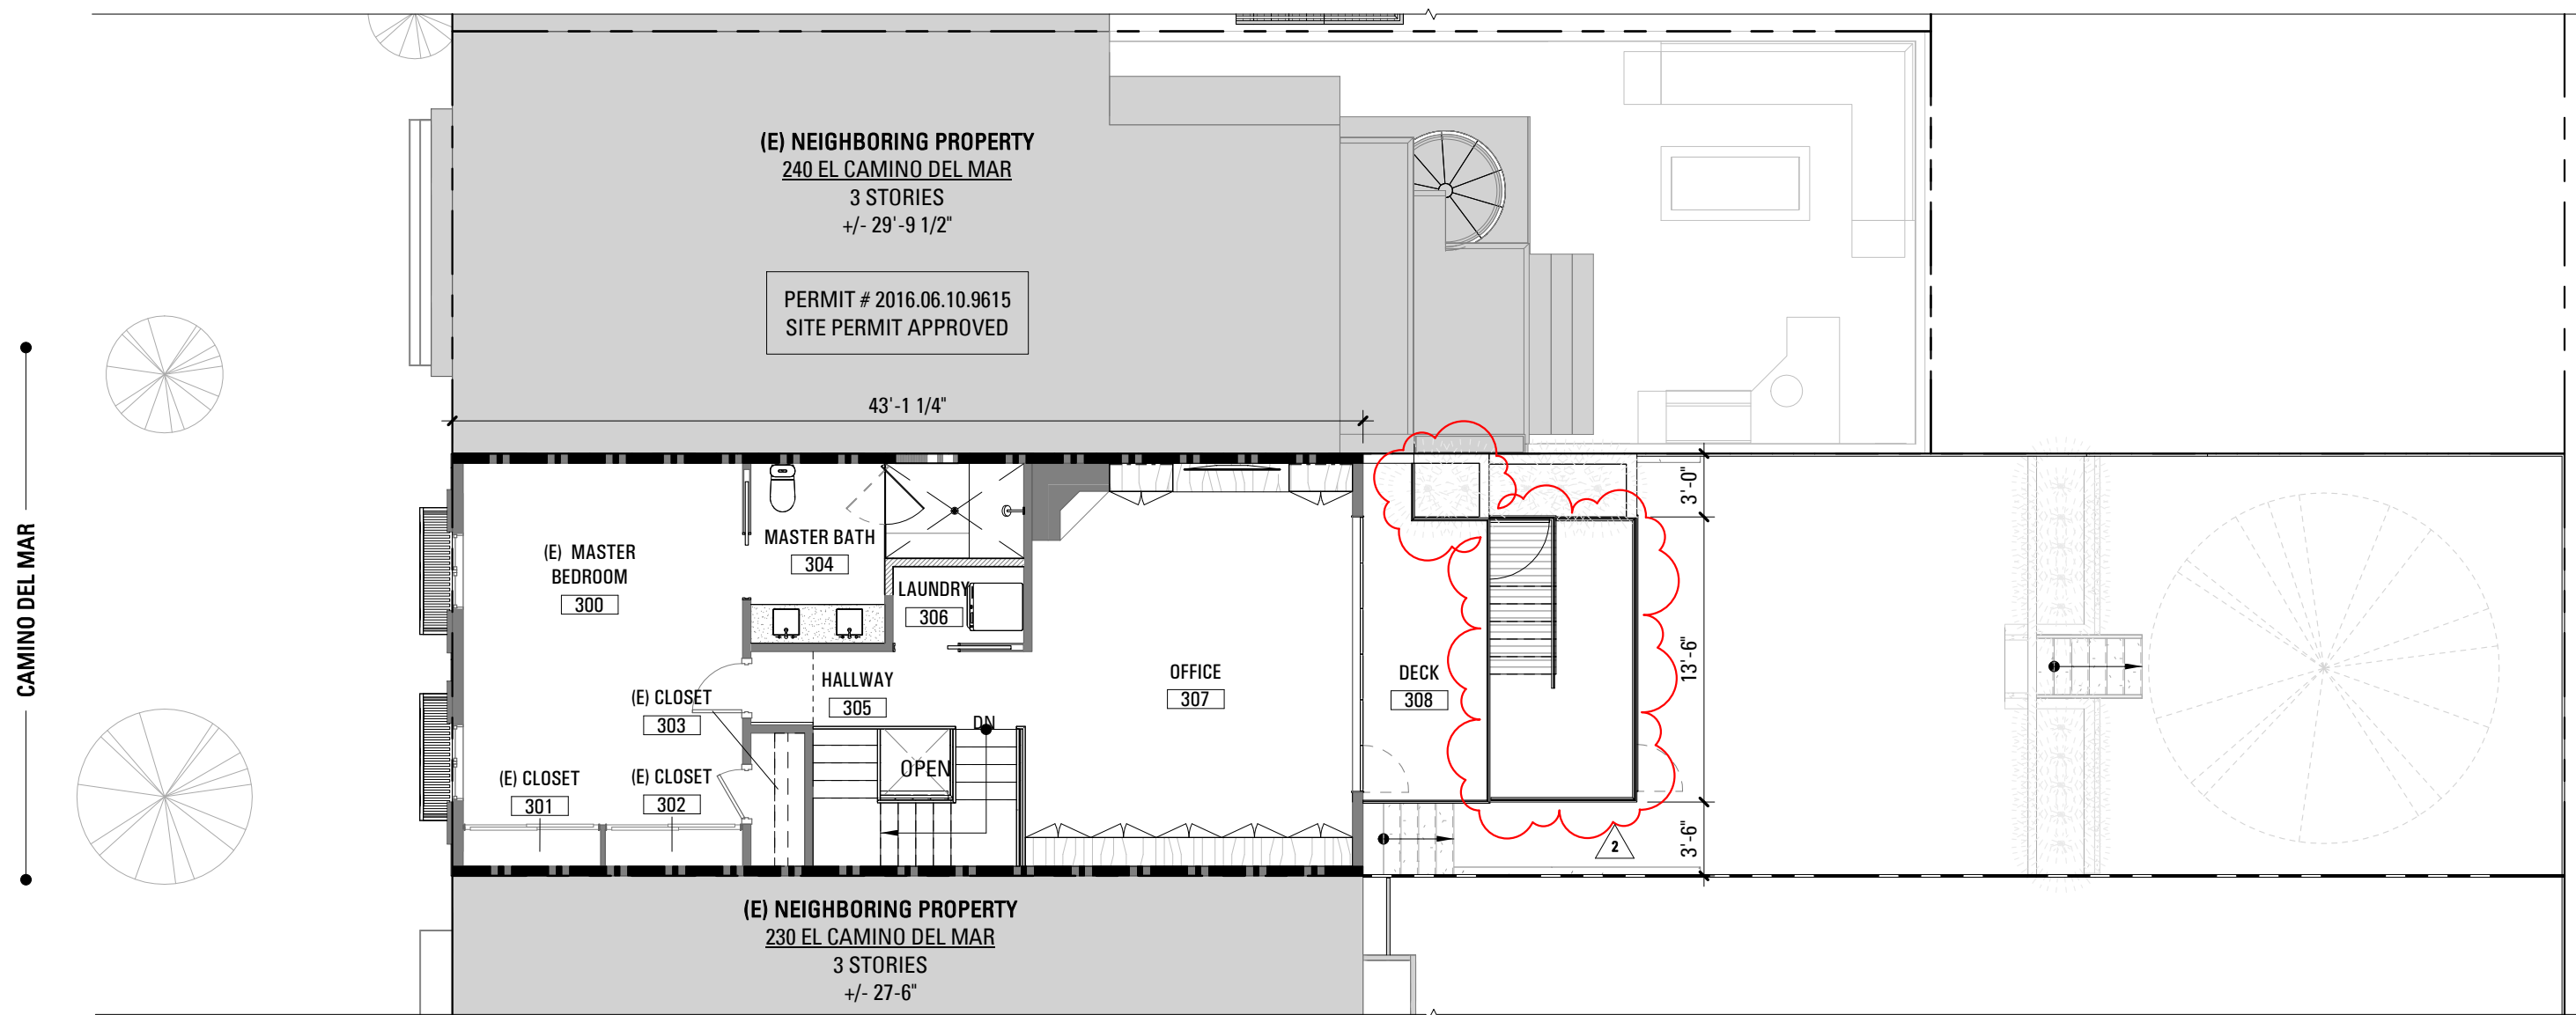 (E) NEIGHBORING PROPERTY
240 EL CAMINO DEL MAR
3 STORIES
+/- 29'-9 1/2"
PERMIT # 2016.06.10.9615
SITE PERMIT APPROVED
43'-1 1/4"
CAMINO DEL MAR
(E) MASTER
BEDROOM
300
MASTER BATH
304
LAUNDRY
306
HALLWAY
305
(E) CLOSET
303
(E) CLOSET
301
(E) CLOSET
302
DN
OPEN
OFFICE
307
DECK
308
3'-0"
13'-6"
3'-6"
2
(E) NEIGHBORING PROPERTY
230 EL CAMINO DEL MAR
3 STORIES
+/- 27-6"